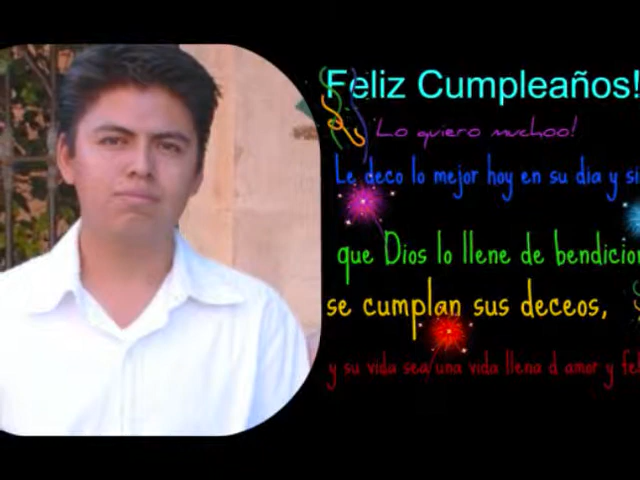 Feliz Cumpleaños!
Lo quiero muchoo!
Le deco lo mejor hoy en su dia y si
que Dios lo llene de bendicion
se cumplan sus deceos,
y su vida sea una vida llena d amor y fel